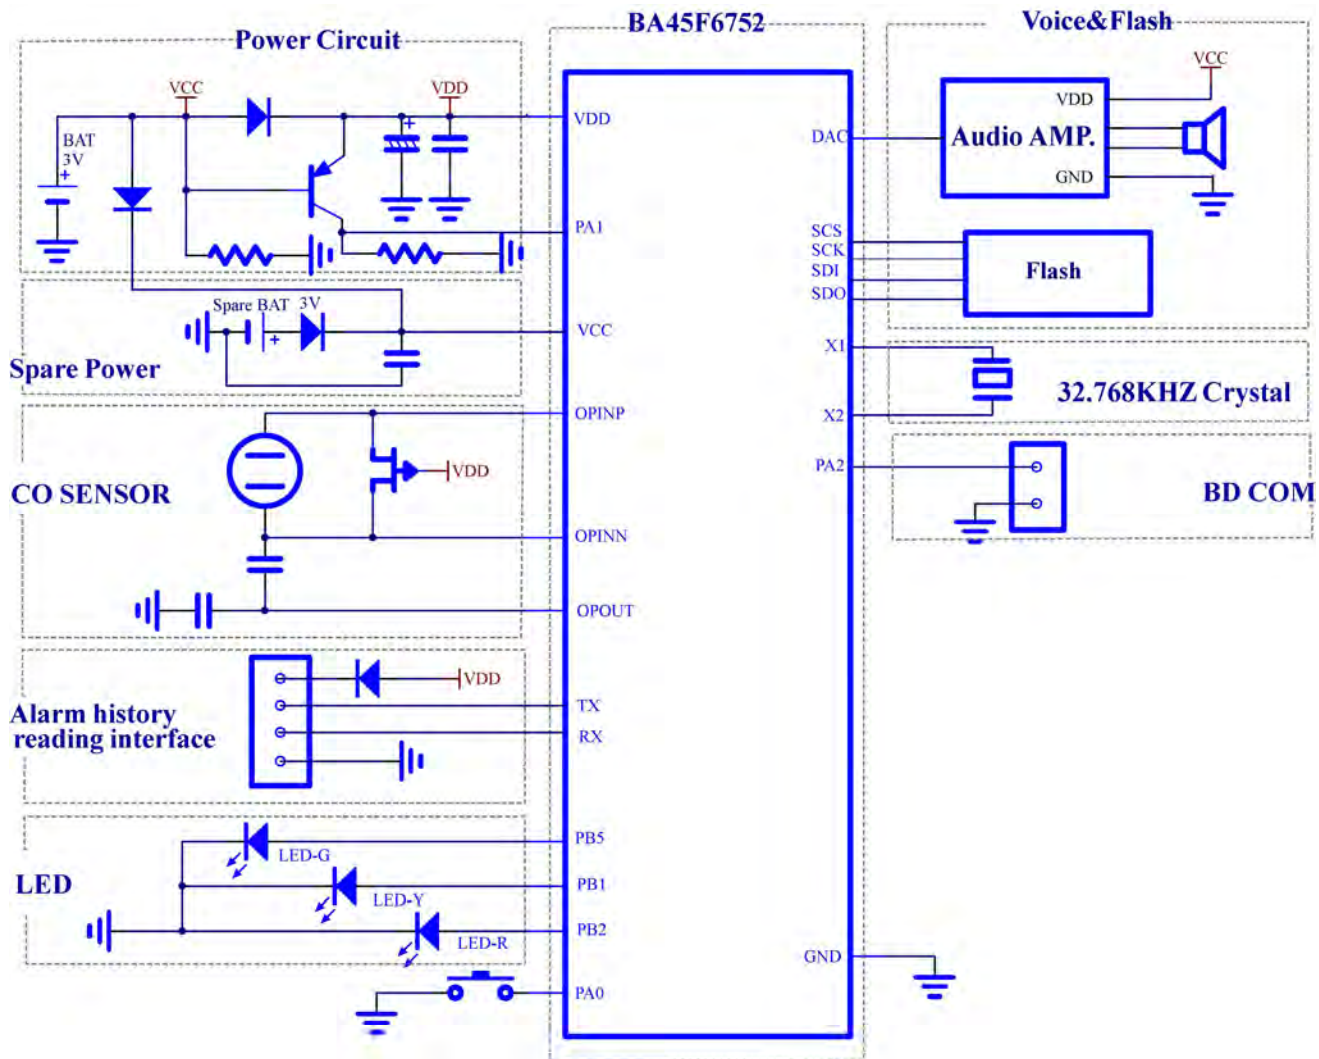 Power Circuit
VCC
VDD
BAT
3V
+
+
Spare BAT 3V
+
Spare Power
VDD
CO SENSOR
VDD
Alarm history
reading interface
LED-G
LED-Y
LED-R
LED
BA45F6752
VDD
PA1
VCC
OPINP
OPINN
OPOUT
TX
RX
PB5
PB1
PB2
PA0
DAC
SCS
SCK
SDI
SDO
X1
X2
PA2
GND
Voice&Flash
VCC
VDD
Audio AMP.
GND
Flash
32.768KHZ Crystal
BD COM